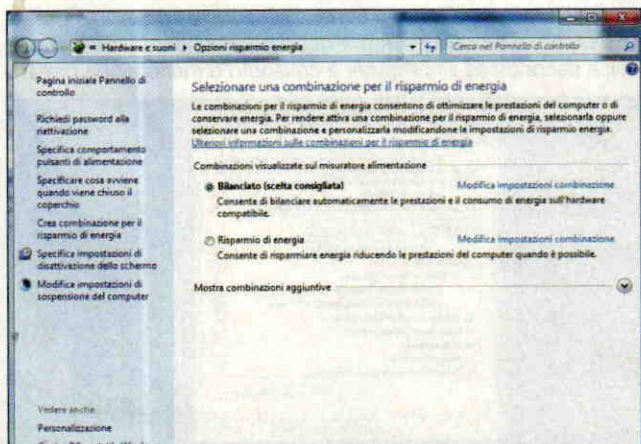 « Hardware e suoni ▸ Opzioni risparmio energia
Cerca nel Pannello di controllo
Pagina iniziale Pannello di
controllo
Richiedi password alla
riattivazione
Specifica comportamento
pulsanti di alimentazione
Specificare cosa avviene
quando viene chiuso il
coperchio
Crea combinazione per il
risparmio di energia
Specifica impostazioni di
disattivazione dello schermo
Modifica impostazioni di
sospensione del computer
Vedere anche
Personalizzazione
Selezionare una combinazione per il risparmio di energia
Le combinazioni per il risparmio di energia consentono di ottimizzare le prestazioni del computer o di
conservare energia. Per rendere attiva una combinazione per il risparmio di energia, selezionarla oppure
selezionare una combinazione e personalizzarla modificandone le impostazioni di risparmio energia.
Ulteriori informazioni sulle combinazioni per il risparmio di energia
Combinazioni visualizzate sul misuratore alimentazione
Bilanciato (scelta consigliata) Modifica impostazioni combinazione
Consente di bilanciare automaticamente le prestazioni e il consumo di energia sull'hardware
compatibile.
Risparmio di energia Modifica impostazioni combinazione
Consente di risparmiare energia riducendo le prestazioni del computer quando è possibile.
Mostra combinazioni aggiuntive